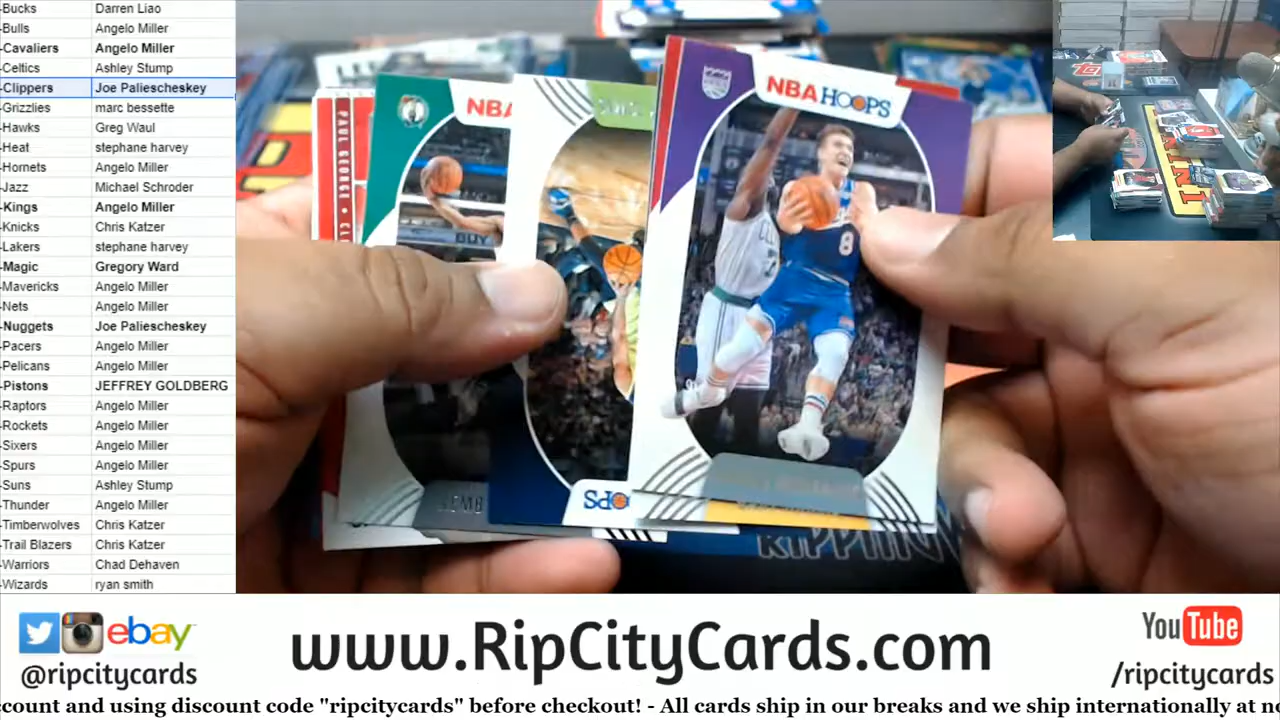 -Bucks Darren Liao
-Bulls Angelo Miller
-Cavaliers Angelo Miller
-Celtics Ashley Stump
-Clippers Joe Paliescheskey
-Grizzlies marc bessette
-Hawks Greg Waul
-Heat stephane harvey
-Hornets Angelo Miller
-Jazz Michael Schroder
-Kings Angelo Miller
-Knicks Chris Katzer
-Lakers stephane harvey
-Magic Gregory Ward
-Mavericks Angelo Miller
-Nets Angelo Miller
-Nuggets Joe Paliescheskey
-Pacers Angelo Miller
-Pelicans Angelo Miller
-Pistons JEFFREY GOLDBERG
-Raptors Angelo Miller
-Rockets Angelo Miller
-Sixers Angelo Miller
-Spurs Angelo Miller
-Suns Ashley Stump
-Thunder Angelo Miller
-Timberwolves Chris Katzer
-Trail Blazers Chris Katzer
-Warriors Chad Dehaven
-Wizards ryan smith
PAUL GEORGE
NBA
BUY
NBA HOOPS
8
OPS
RIPPIN
ebay
@ripcitycards
www.RipCityCards.com
YouTube
/ripcitycards
count and using discount code "ripcitycards" before checkout! - All cards ship in our breaks and we ship internationally at no